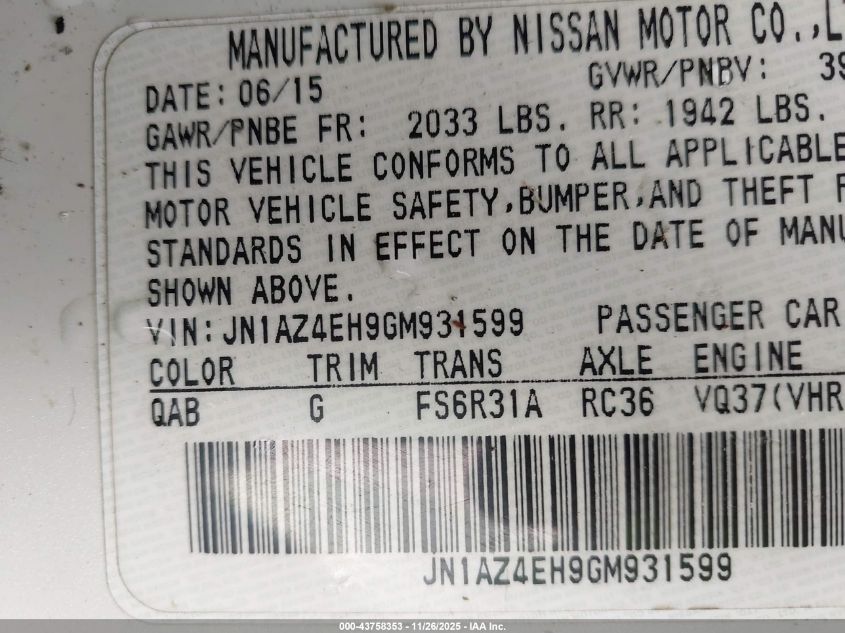 MANUFACTURED BY NISSAN MOTOR CO.,L
DATE: 06/15 GVWR/PNBV: 39
GAWR/PNBE FR: 2033 LBS. RR: 1942 LBS.
THIS VEHICLE CONFORMS TO ALL APPLICABLE
MOTOR VEHICLE SAFETY,BUMPER,AND THEFT
STANDARDS IN EFFECT ON THE DATE OF MANU
SHOWN ABOVE.
VIN:JN1AZ4EH9GM931599 PASSENGER CAR
COLOR TRIM TRANS AXLE ENGINE
QAB G FS6R31A RC36 VQ37(VHR
JN1AZ4EH9GM931599
000-43758353 - 11/26/2025 - IAA Inc.